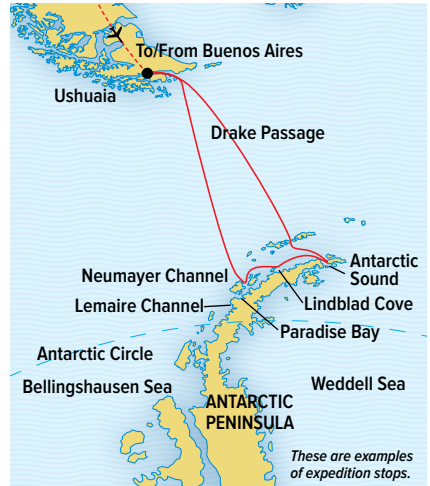 To/From Buenos Aires
Ushuaia
Drake Passage
Antarctic
Sound
Neumayer Channel
Lindblad Cove
Lemaire Channel
Paradise Bay
Antarctic Circle
Bellingshausen Sea
Weddell Sea
ANTARCTIC
PENINSULA
These are examples
of expedition stops.